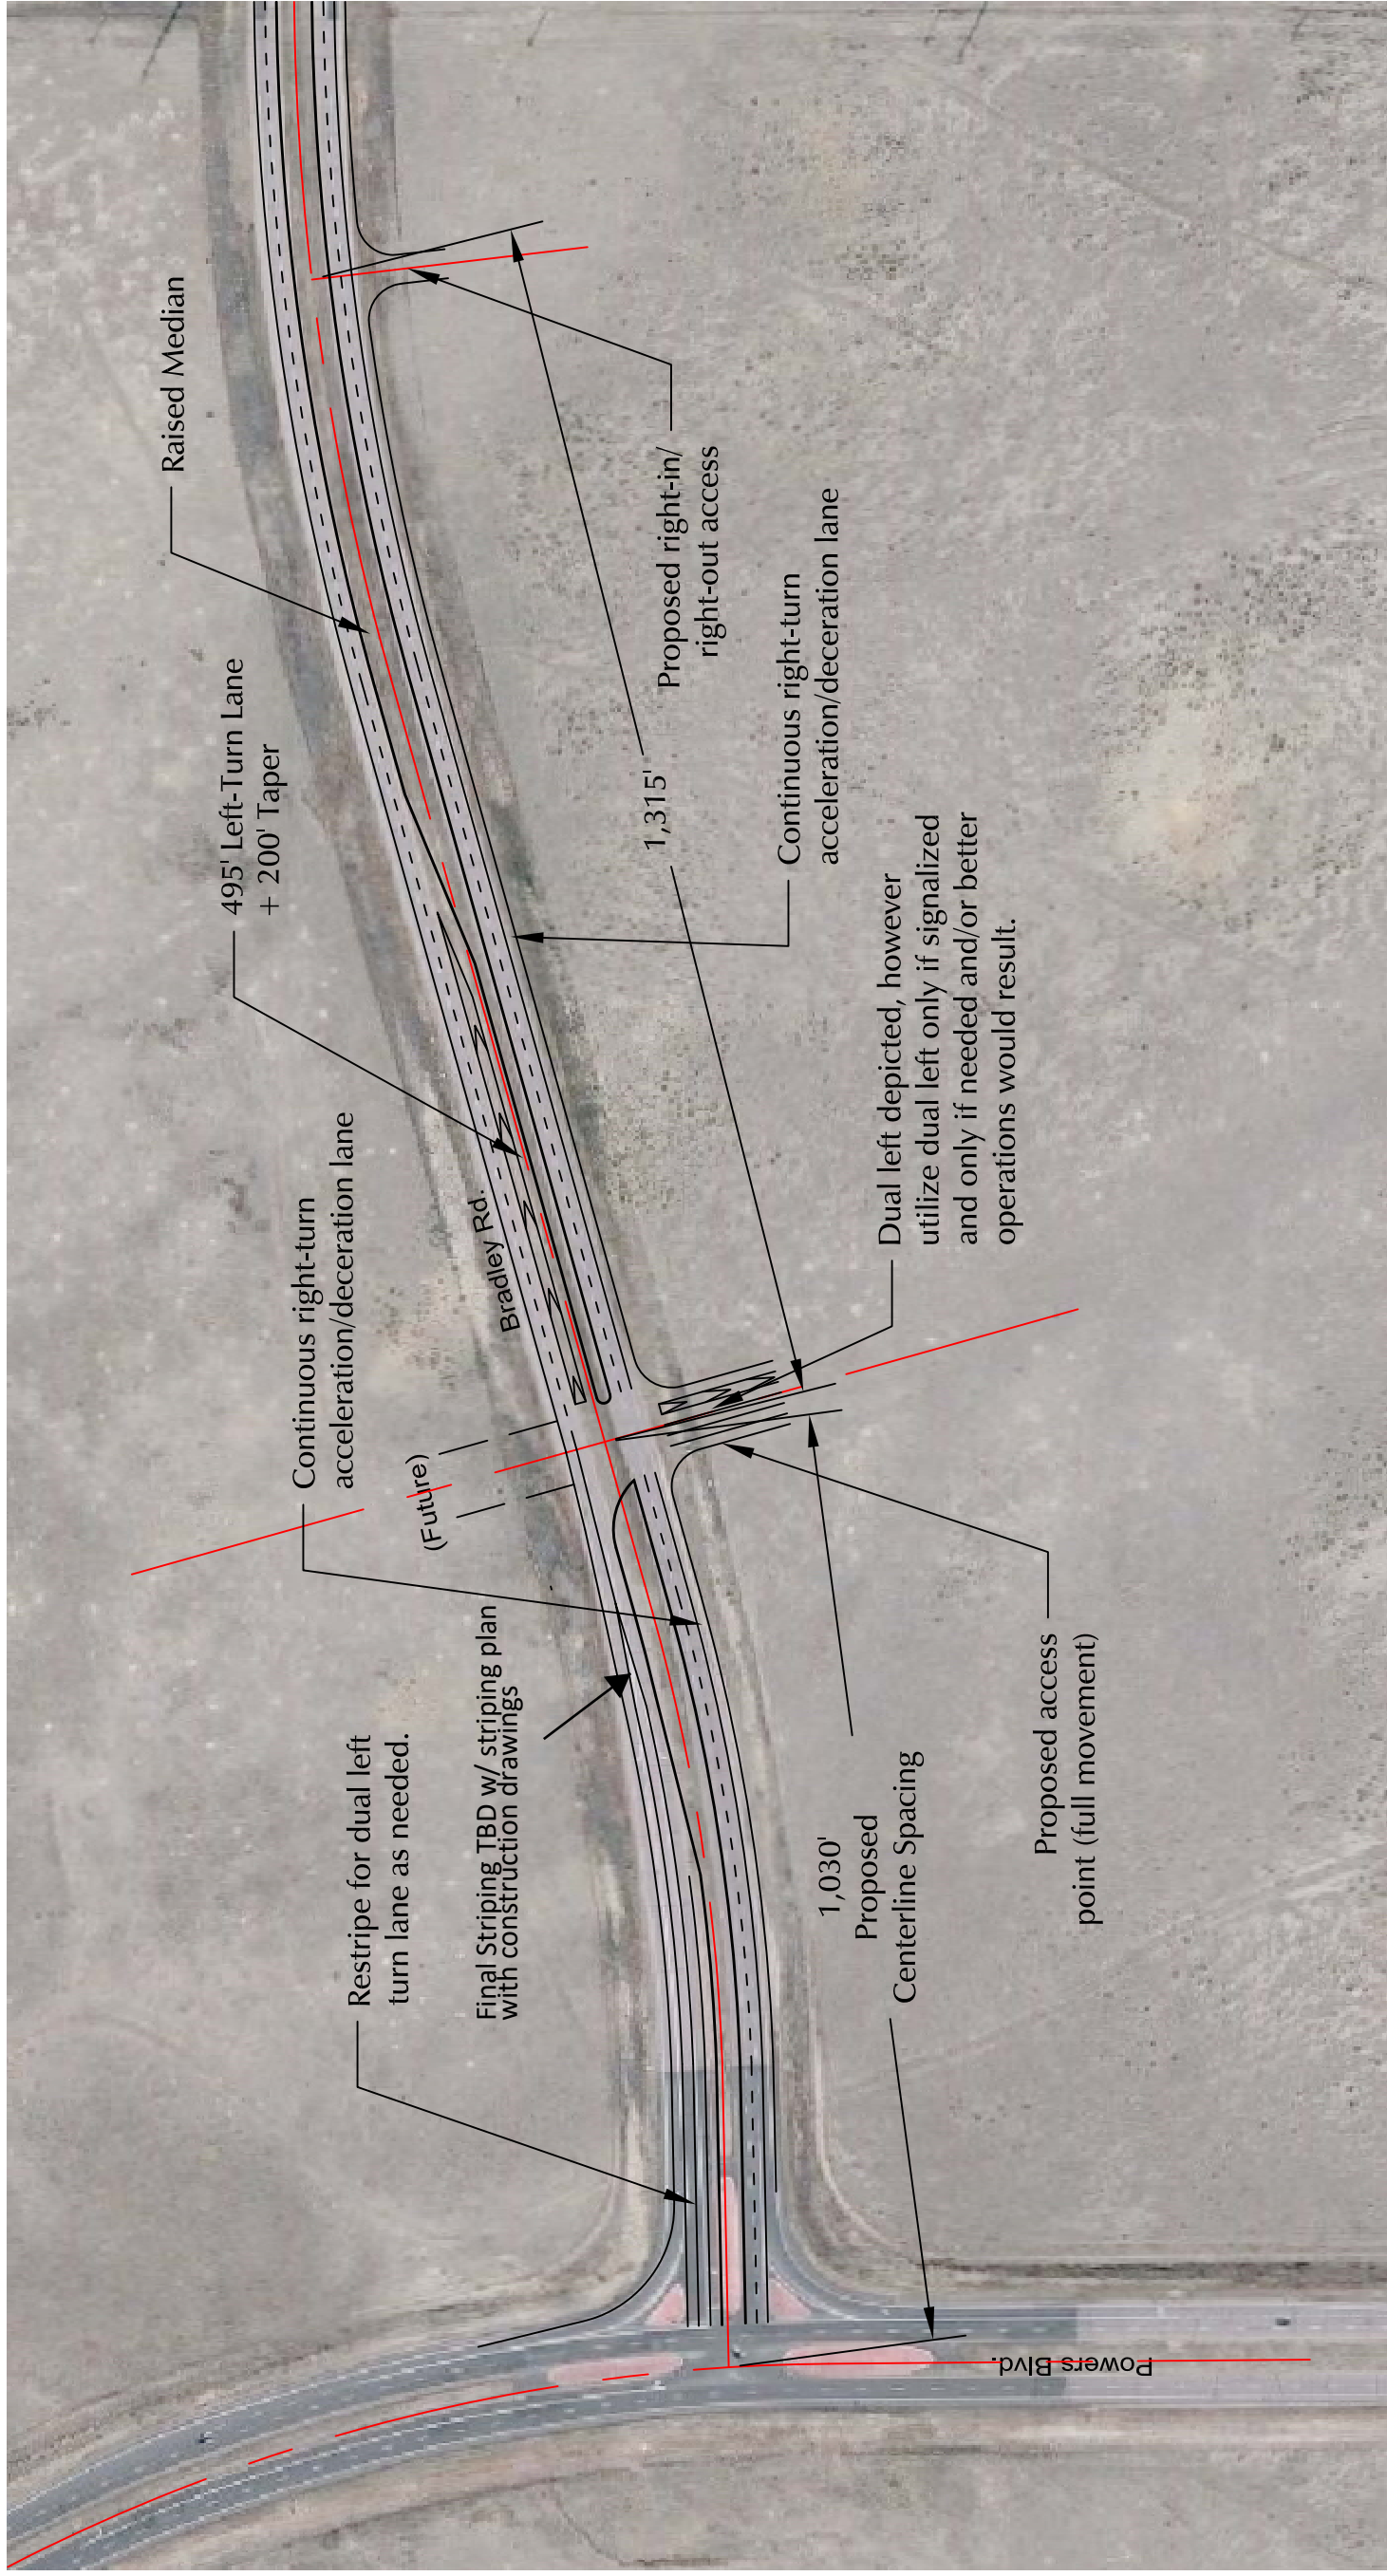 Raised Median
495' Left-Turn Lane
+ 200' Taper
Continuous right-turn
acceleration/deceration lane
Restripe for dual left
turn lane as needed.
Final Striping TBD w/ striping plan
with construction drawings
(Future)
Bradley Rd.
Proposed right-in/
right-out access
1,315'
Continuous right-turn
acceleration/deceration lane
Dual left depicted, however
utilize dual left only if signalized
and only if needed and/or better
operations would result.
1,030'
Proposed
Centerline Spacing
Proposed access
point (full movement)
Powers Blvd.